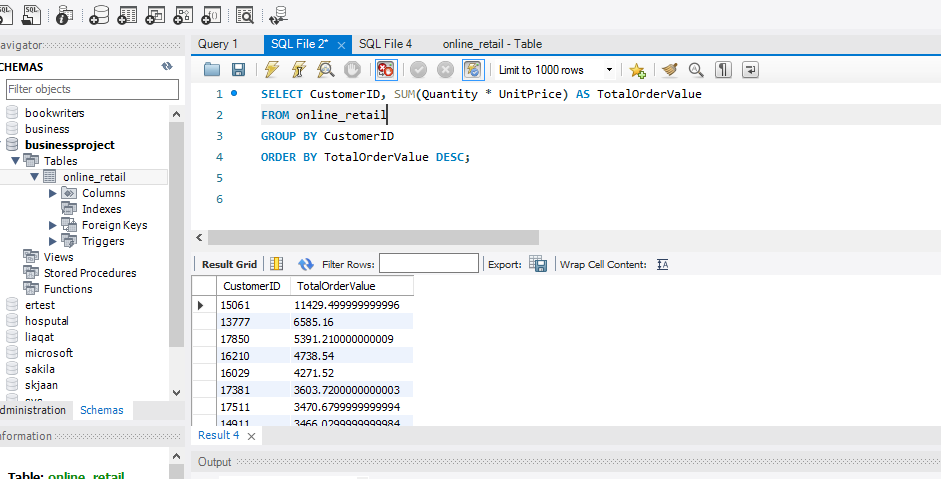 Navigator
Query 1
SQL File 2*
SQL File 4
online_retail - Table
SCHEMAS
Filter objects
bookwriters
business
businessproject
Tables
online_retail
Columns
Indexes
Foreign Keys
Triggers
Views
Stored Procedures
Functions
ertest
hosputal
liaqat
microsoft
sakila
skjaan
sys
Administration
Schemas
Information
Table: online_retail
Limit to 1000 rows
1 SELECT CustomerID, SUM(Quantity * UnitPrice) AS TotalOrderValue
2 FROM online_retail
3 GROUP BY CustomerID
4 ORDER BY TotalOrderValue DESC;
5
6
Result Grid
Filter Rows:
Export:
Wrap Cell Content:
CustomerID TotalOrderValue
15061 11429.499999999996
13777 6585.16
17850 5391.210000000009
16210 4738.54
16029 4271.52
17381 3603.7200000000003
17511 3470.6799999999994
14911 3466.0299999999984
Result 4
Output